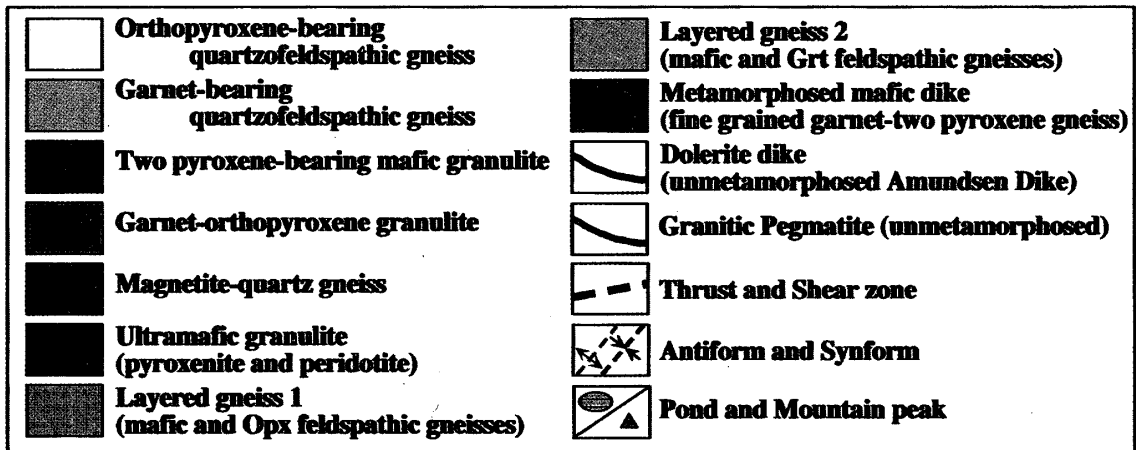 Orthopyroxene-bearing
quartzofeldspathic gneiss
Garnet-bearing
quartzofeldspathic gneiss
Two pyroxene-bearing mafic granulite
Garnet-orthopyroxene granulite
Magnetite-quartz gneiss
Ultramafic granulite
(pyroxenite and peridotite)
Layered gneiss 1
(mafic and Opx feldspathic gneisses)
Layered gneiss 2
(mafic and Grt feldspathic gneisses)
Metamorphosed mafic dike
(fine grained garnet-two pyroxene gneiss)
Dolerite dike
(unmetamorphosed Amundsen Dike)
Granitic Pegmatite (unmetamorphosed)
Thrust and Shear zone
Antiform and Synform
Pond and Mountain peak